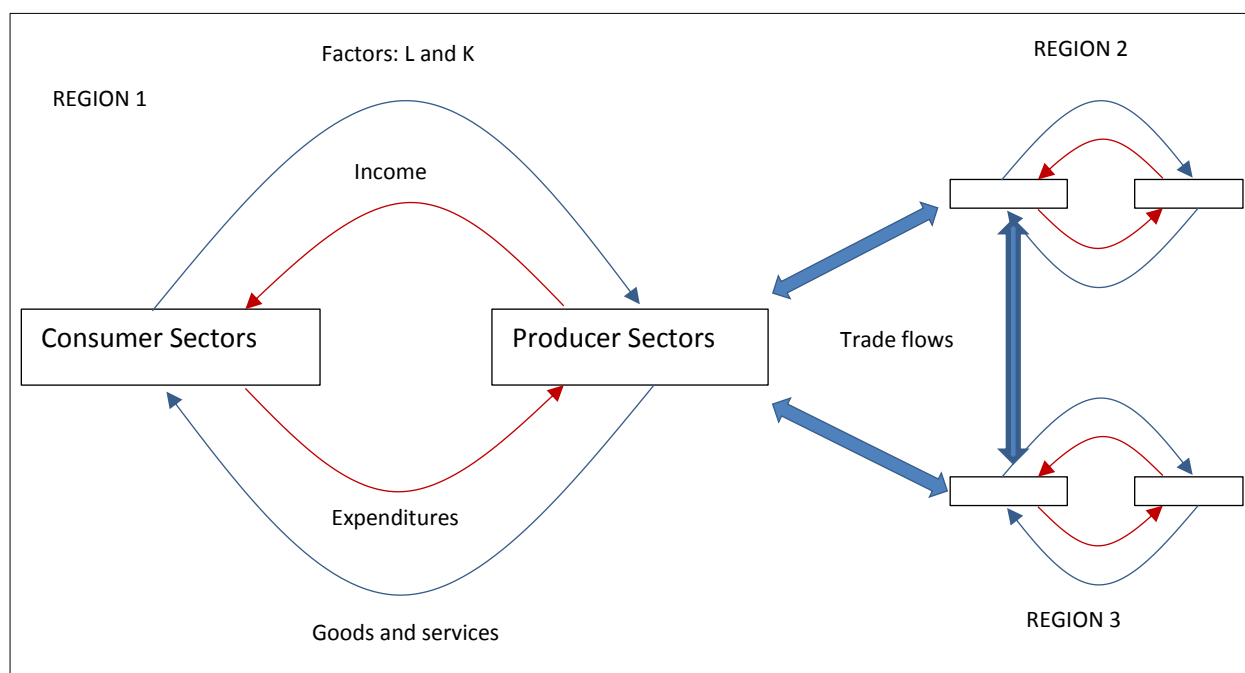 Factors: L and K
REGION 2
REGION 1
Income
Consumer Sectors
Producer Sectors
Trade flows
Expenditures
Goods and services
REGION 3